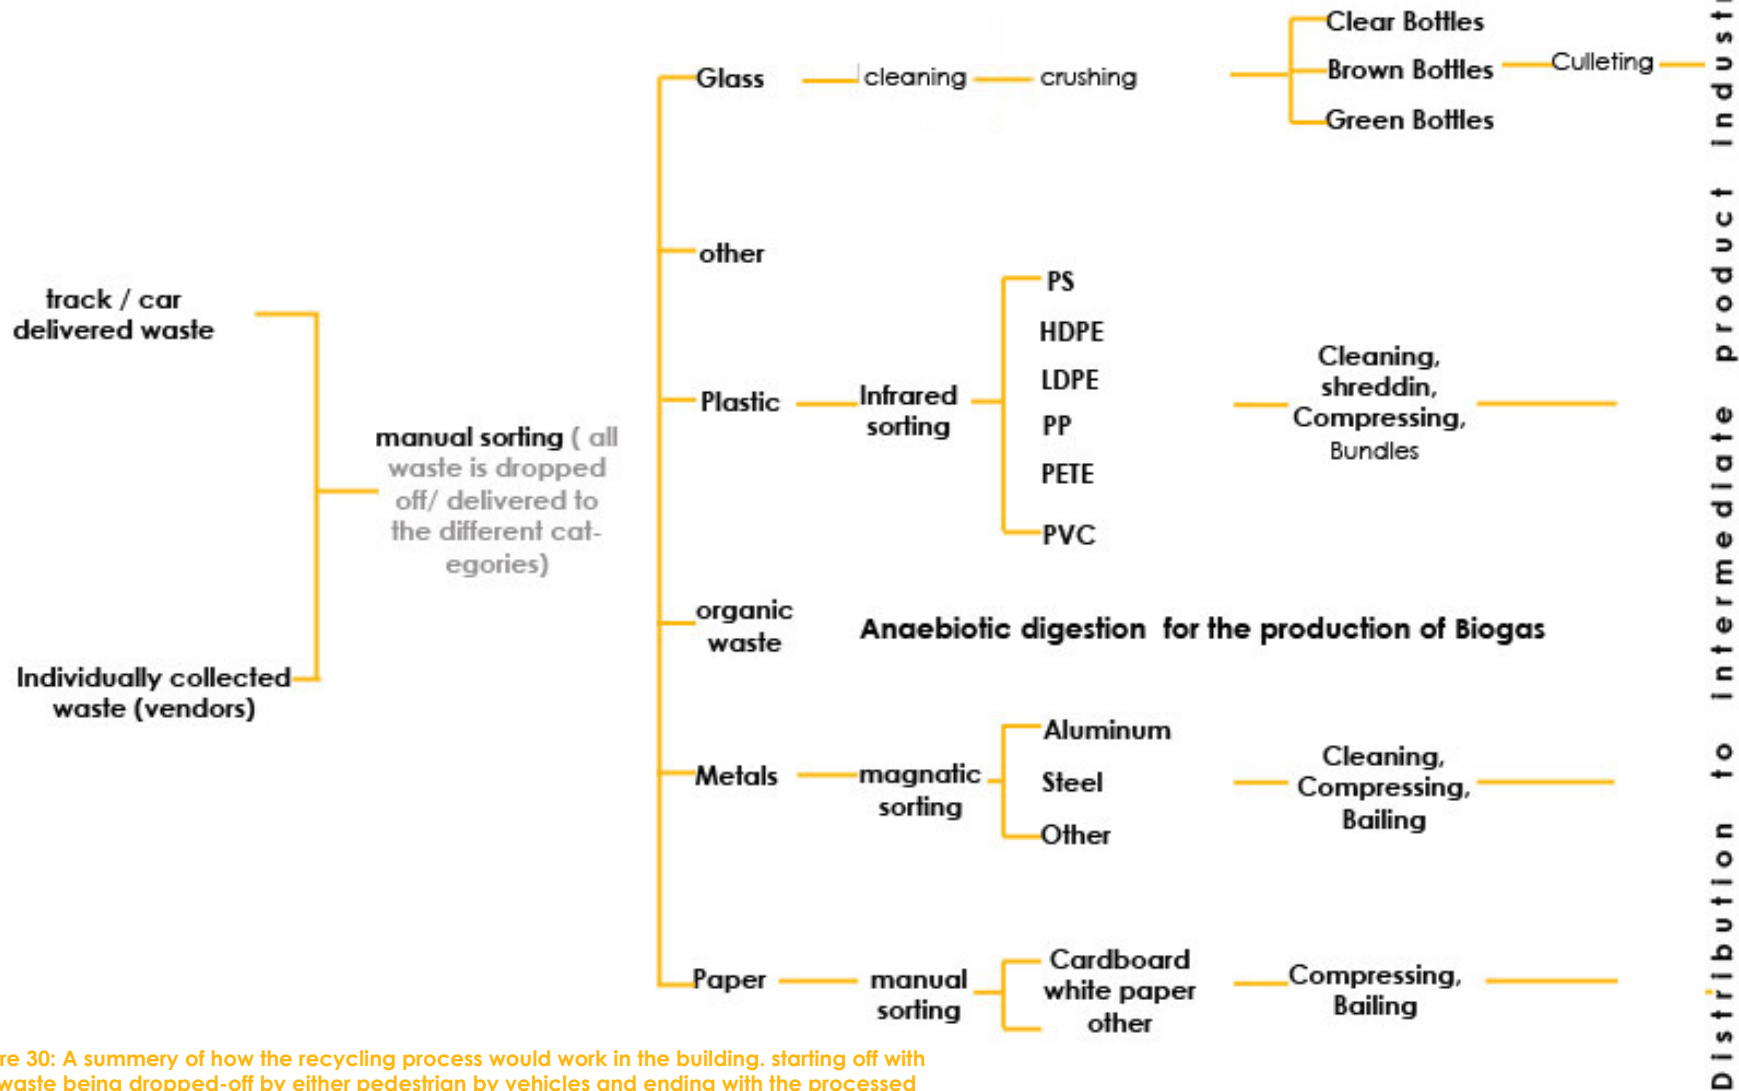 track / car
delivered waste
Individually collected
waste (vendors)
manual sorting ( all
waste is dropped
off/ delivered to
the different cat-
egories)
Glass
cleaning
crushing
Clear Bottles
Brown Bottles
Green Bottles
Culleting
other
Plastic
Infrared
sorting
PS
HDPE
LDPE
PP
PETE
PVC
Cleaning,
shreddin,
Compressing,
Bundles
organic
waste
Anaebiotic digestion for the production of Biogas
Metals
magnatic
sorting
Aluminum
Steel
Other
Cleaning,
Compressing,
Bailing
Paper
manual
sorting
Cardboard
white paper
other
Compressing,
Bailing
Distribution to intermediate product
re 30: A summery of how the recycling process would work in the building. starting off with
waste being dropped-off by either pedestrian by vehicles and ending with the processed